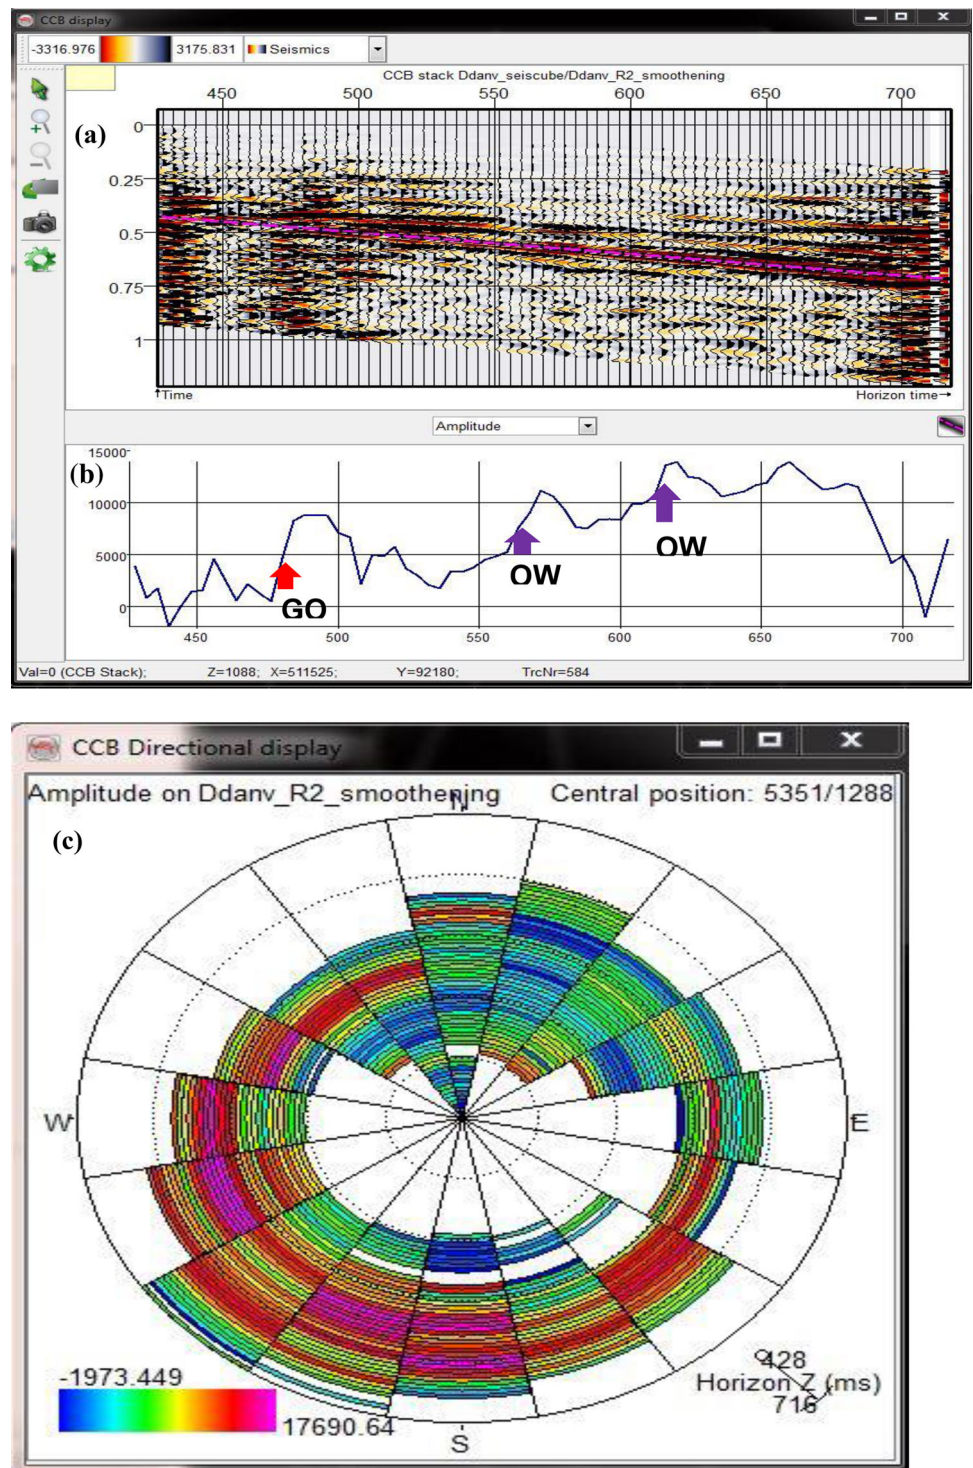 CCB display
-3316.976 3175.831 Seismics
CCB stack Ddanv_seiscube/Ddanv_R2_smoothening
450 500 550 600 650 700
(a)
0
0.25
0.5
0.75
1
Time Horizon time
Amplitude
(b)
15000
10000
5000
0
GO
OW
OW
450 500 550 600 650 700
Val=0 (CCB Stack); Z=1088; X=511525; Y=92180; TrcNr=584
CCB Directional display
Amplitude on Ddanv_R2_smoothening Central position: 5351/1288
(c)
N
W
E
S
-1973.449
17690.64
428
Horizon Z (ms)
716